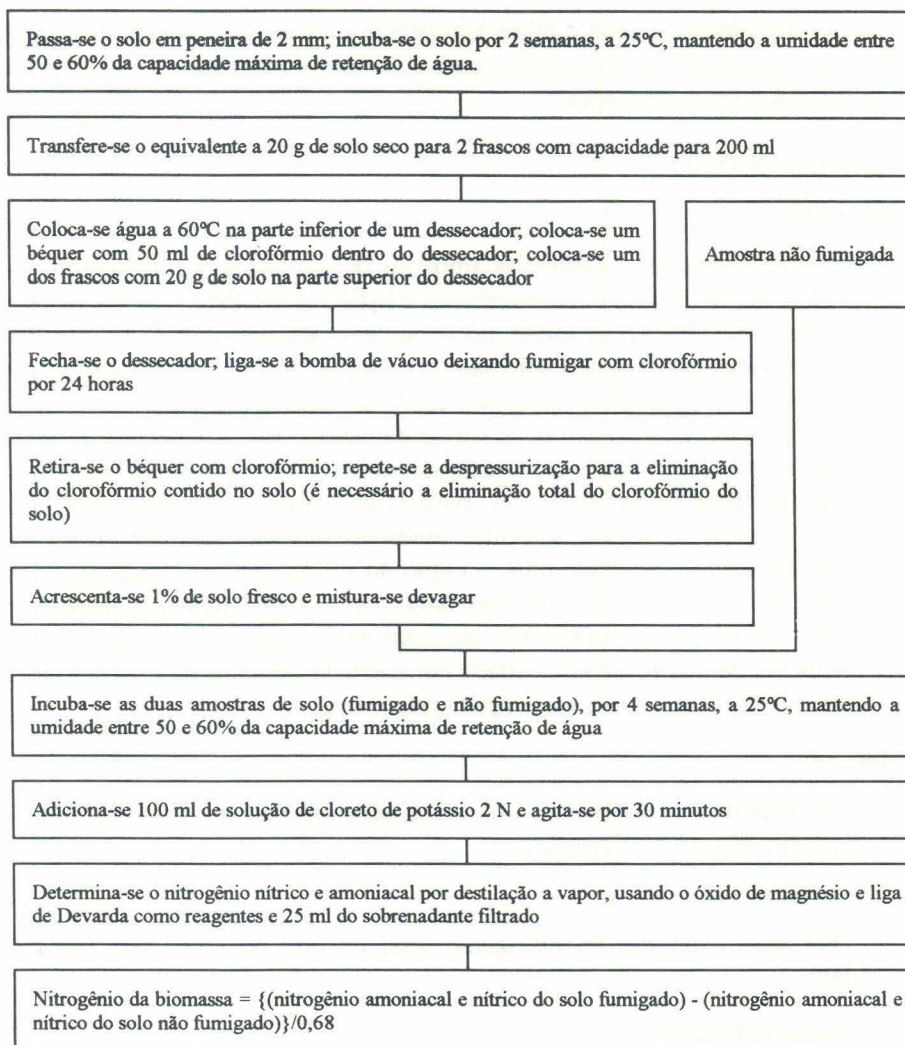 Passa-se o solo em peneira de 2 mm; incuba-se o solo por 2 semanas, a 25ºC, mantendo a umidade entre
50 e 60% da capacidade máxima de retenção de água.
Transfere-se o equivalente a 20 g de solo seco para 2 frascos com capacidade para 200 ml
Coloca-se água a 60ºC na parte inferior de um dessecador; coloca-se um
béquer com 50 ml de clorofórmio dentro do dessecador; coloca-se um
dos frascos com 20 g de solo na parte superior do dessecador
Amostra não fumigada
Fecha-se o dessecador; liga-se a bomba de vácuo deixando fumigar com clorofórmio
por 24 horas
Retira-se o béquer com clorofórmio; repete-se a despressurização para a eliminação
do clorofórmio contido no solo (é necessário a eliminação total do clorofórmio do
solo)
Acrescenta-se 1% de solo fresco e mistura-se devagar
Incuba-se as duas amostras de solo (fumigado e não fumigado), por 4 semanas, a 25ºC, mantendo a
umidade entre 50 e 60% da capacidade máxima de retenção de água
Adiciona-se 100 ml de solução de cloreto de potássio 2 N e agita-se por 30 minutos
Determina-se o nitrogênio nítrico e amoniacal por destilação a vapor, usando o óxido de magnésio e liga
de Devarda como reagentes e 25 ml do sobrenadante filtrado
Nitrogênio da biomassa = {(nitrogênio amoniacal e nítrico do solo fumigado) - (nitrogênio amoniacal e
nítrico do solo não fumigado)}/0,68